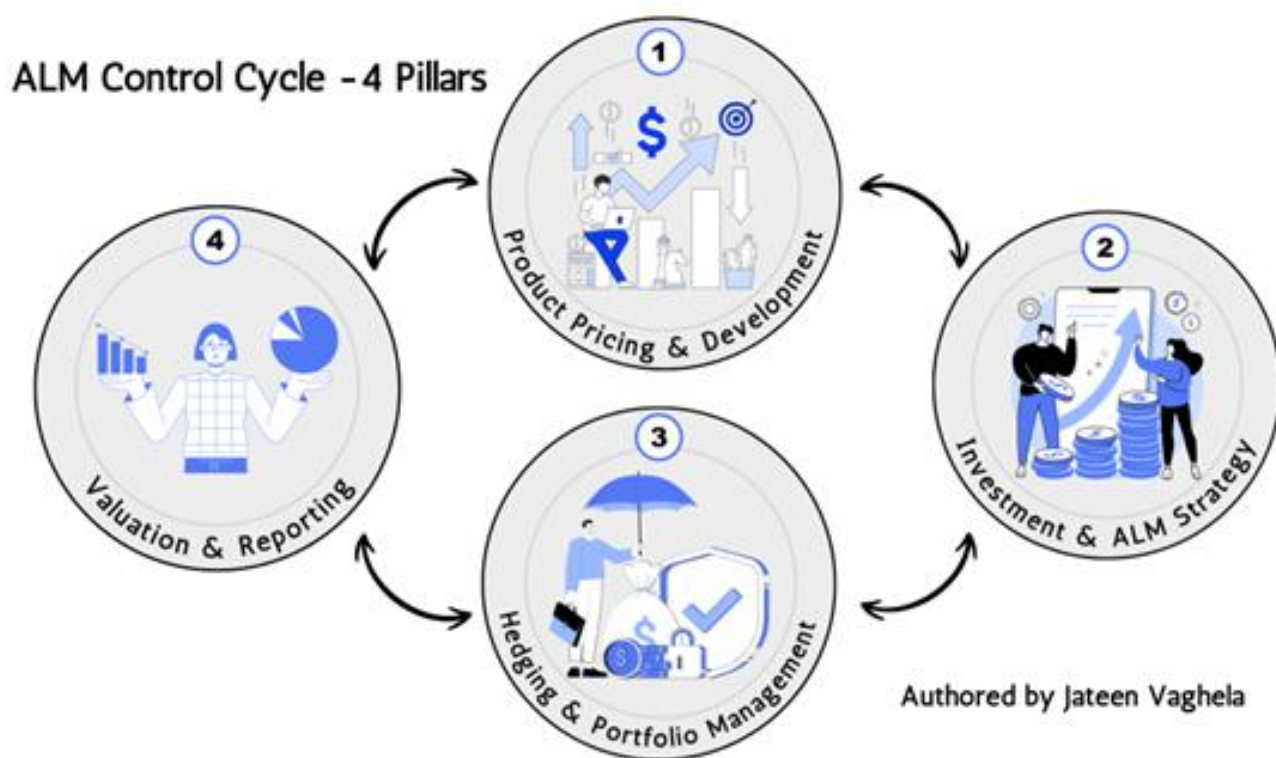 ALM Control Cycle - 4 Pillars
1
Product Pricing & Development
2
Investment & ALM Strategy
3
Hedging & Portfolio Management
4
Valuation & Reporting
Authored by Jateen Vaghela